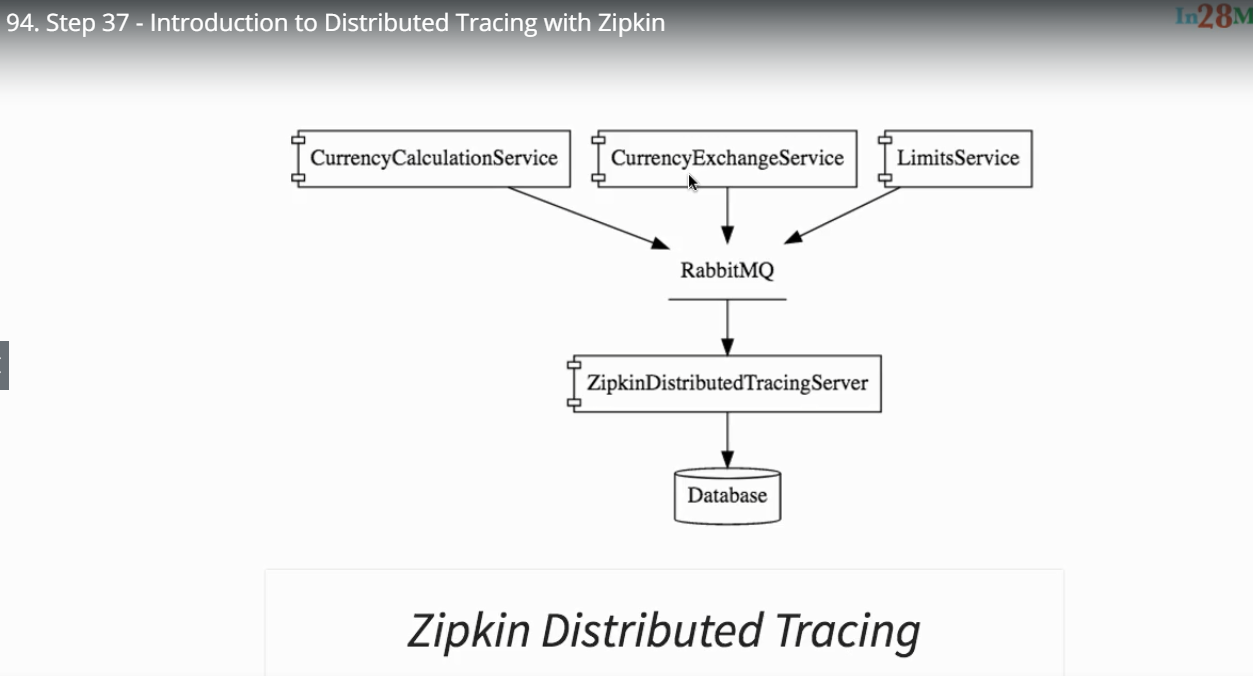 94. Step 37 - Introduction to Distributed Tracing with Zipkin
In28M
CurrencyCalculationService CurrencyExchangeService LimitsService
RabbitMQ
ZipkinDistributedTracingServer
Database
Zipkin Distributed Tracing